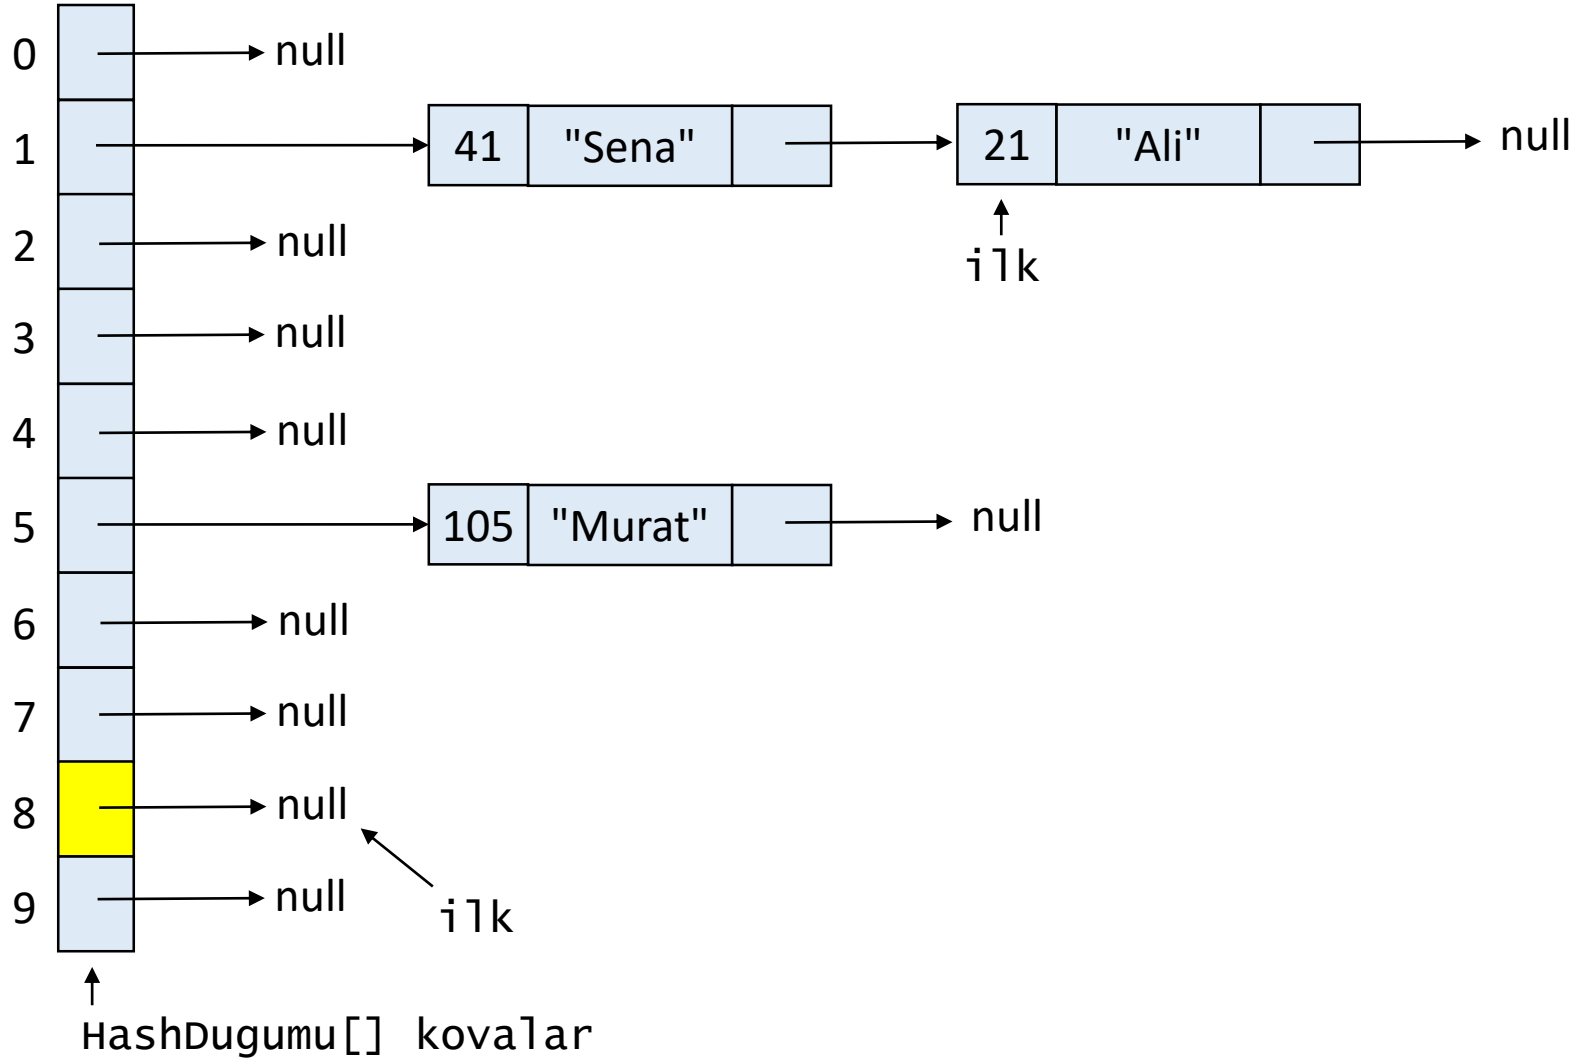 0 null
1 41 "Sena" 21 "Ali" null
2 null
ilk
3 null
4 null
5 105 "Murat" null
6 null
7 null
8 null
9 null
ilk
HashDugumu[] kovalar